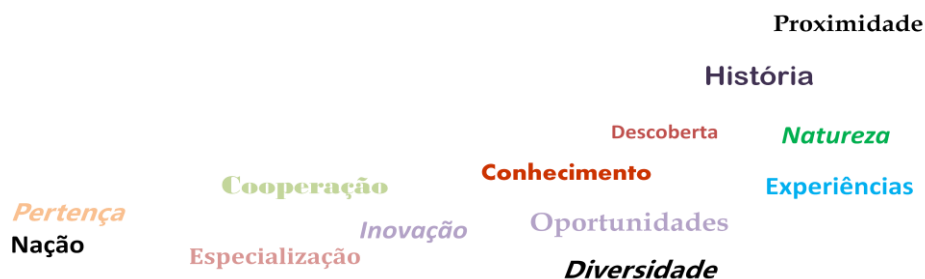 Proximidade
História
Descoberta
Natureza
Conhecimento
Cooperação
Experiências
Pertença
Oportunidades
Inovação
Nação
Especialização
Diversidade